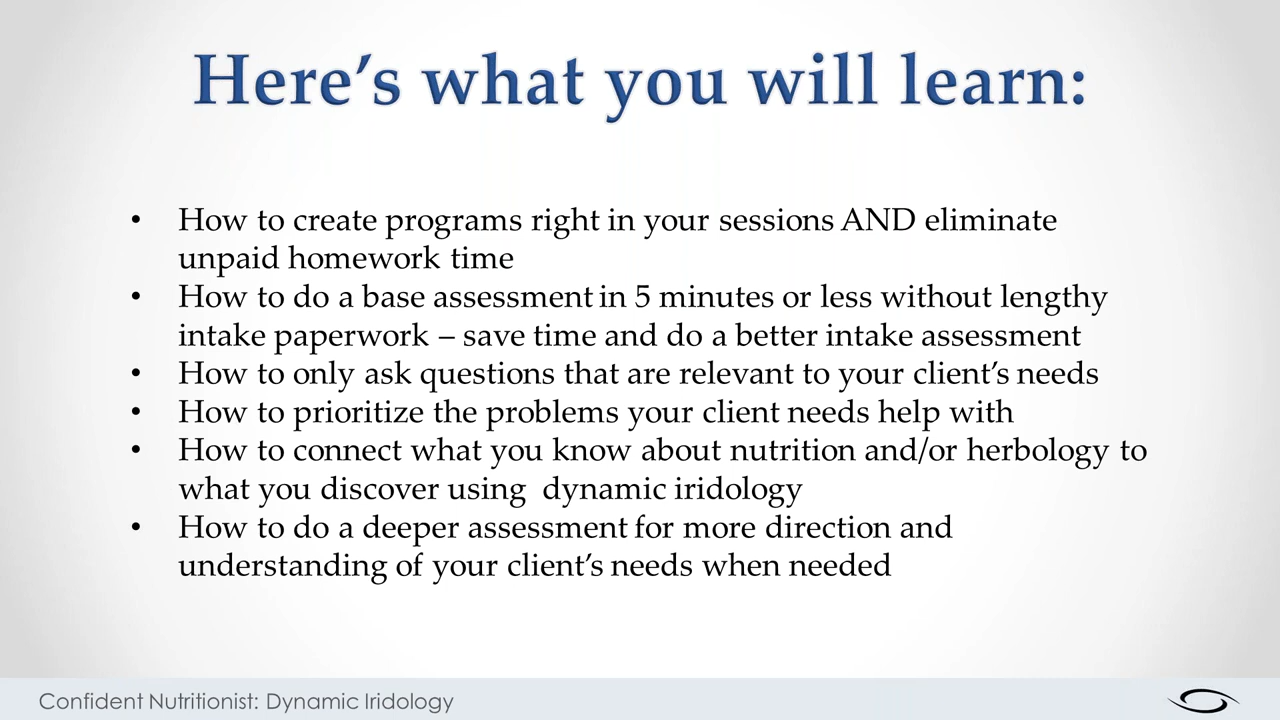 Here’s what you will learn:
• How to create programs right in your sessions AND eliminate
unpaid homework time
• How to do a base assessment in 5 minutes or less without lengthy
intake paperwork – save time and do a better intake assessment
• How to only ask questions that are relevant to your client’s needs
• How to prioritize the problems your client needs help with
• How to connect what you know about nutrition and/or herbology to
what you discover using  dynamic iridology
• How to do a deeper assessment for more direction and
understanding of your client’s needs when needed
Confident Nutritionist: Dynamic Iridology